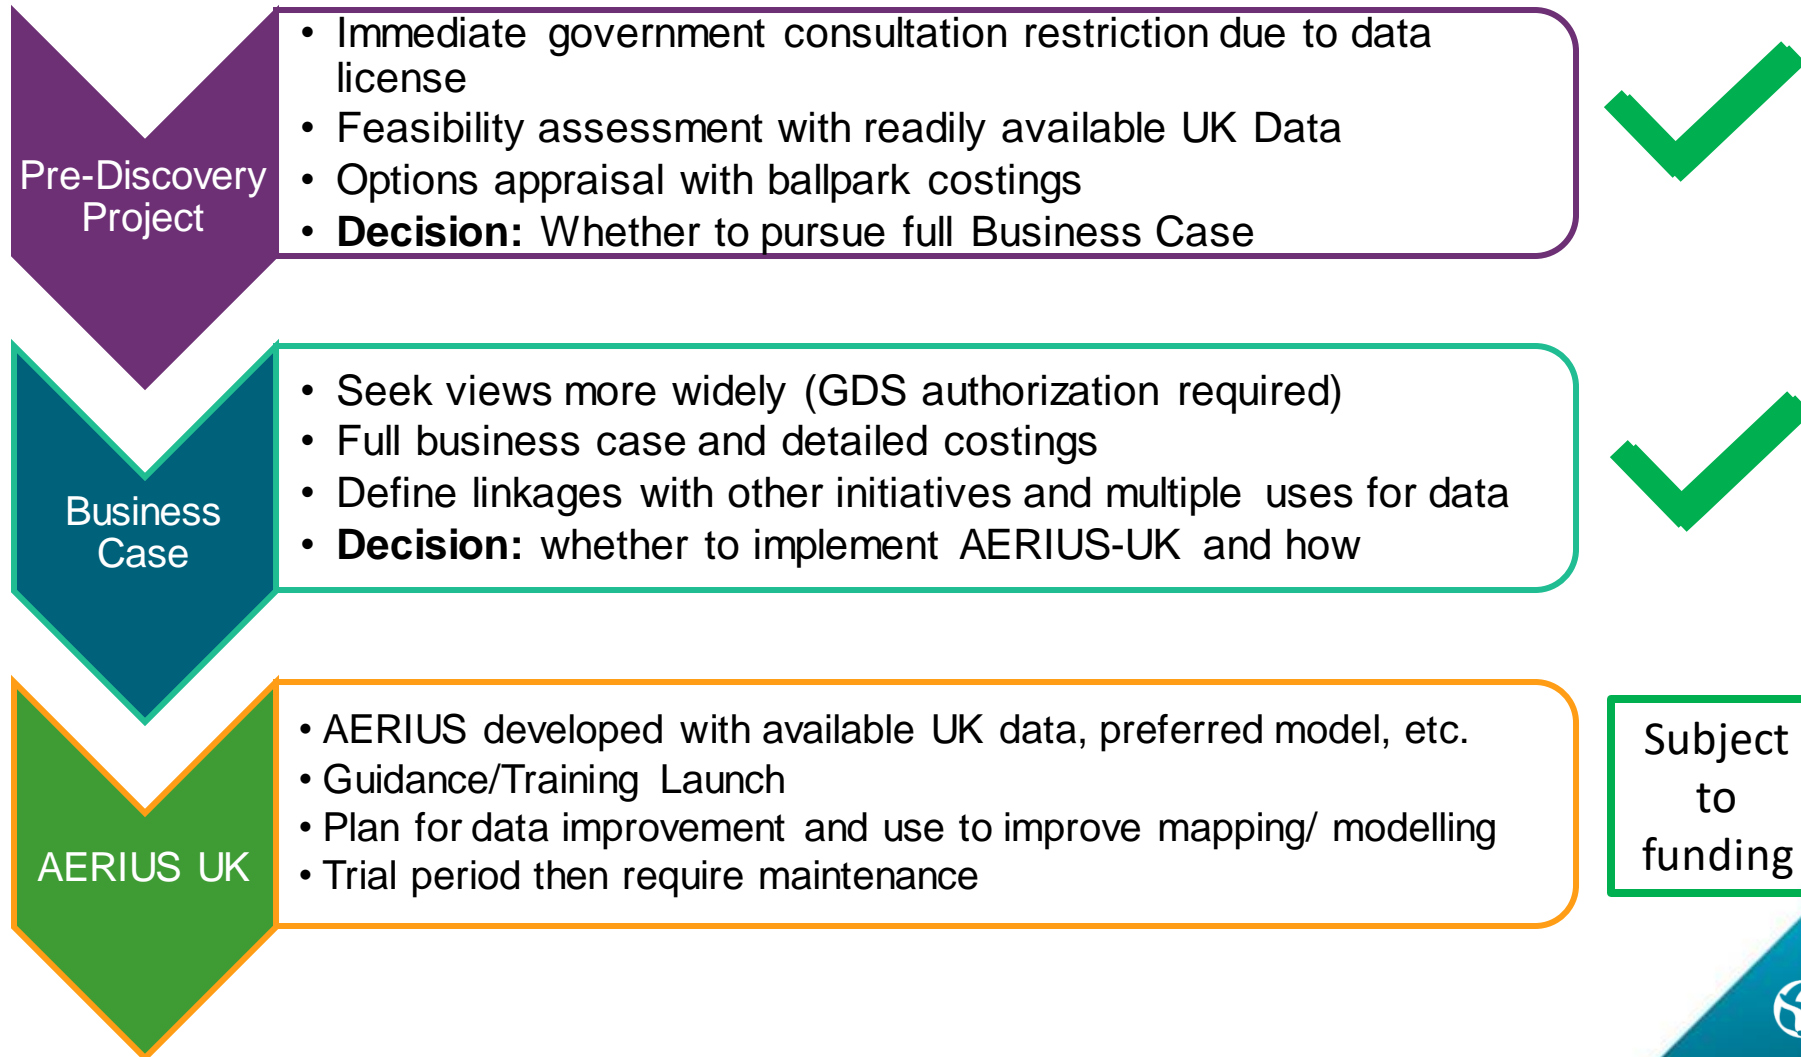 Pre-Discovery
Project
• Immediate government consultation restriction due to data
license
• Feasibility assessment with readily available UK Data
• Options appraisal with ballpark costings
• Decision: Whether to pursue full Business Case
Business
Case
• Seek views more widely (GDS authorization required)
• Full business case and detailed costings
• Define linkages with other initiatives and multiple uses for data
• Decision: whether to implement AERIUS-UK and how
AERIUS UK
• AERIUS developed with available UK data, preferred model, etc.
• Guidance/Training Launch
• Plan for data improvement and use to improve mapping/ modelling
• Trial period then require maintenance
Subject
to
funding